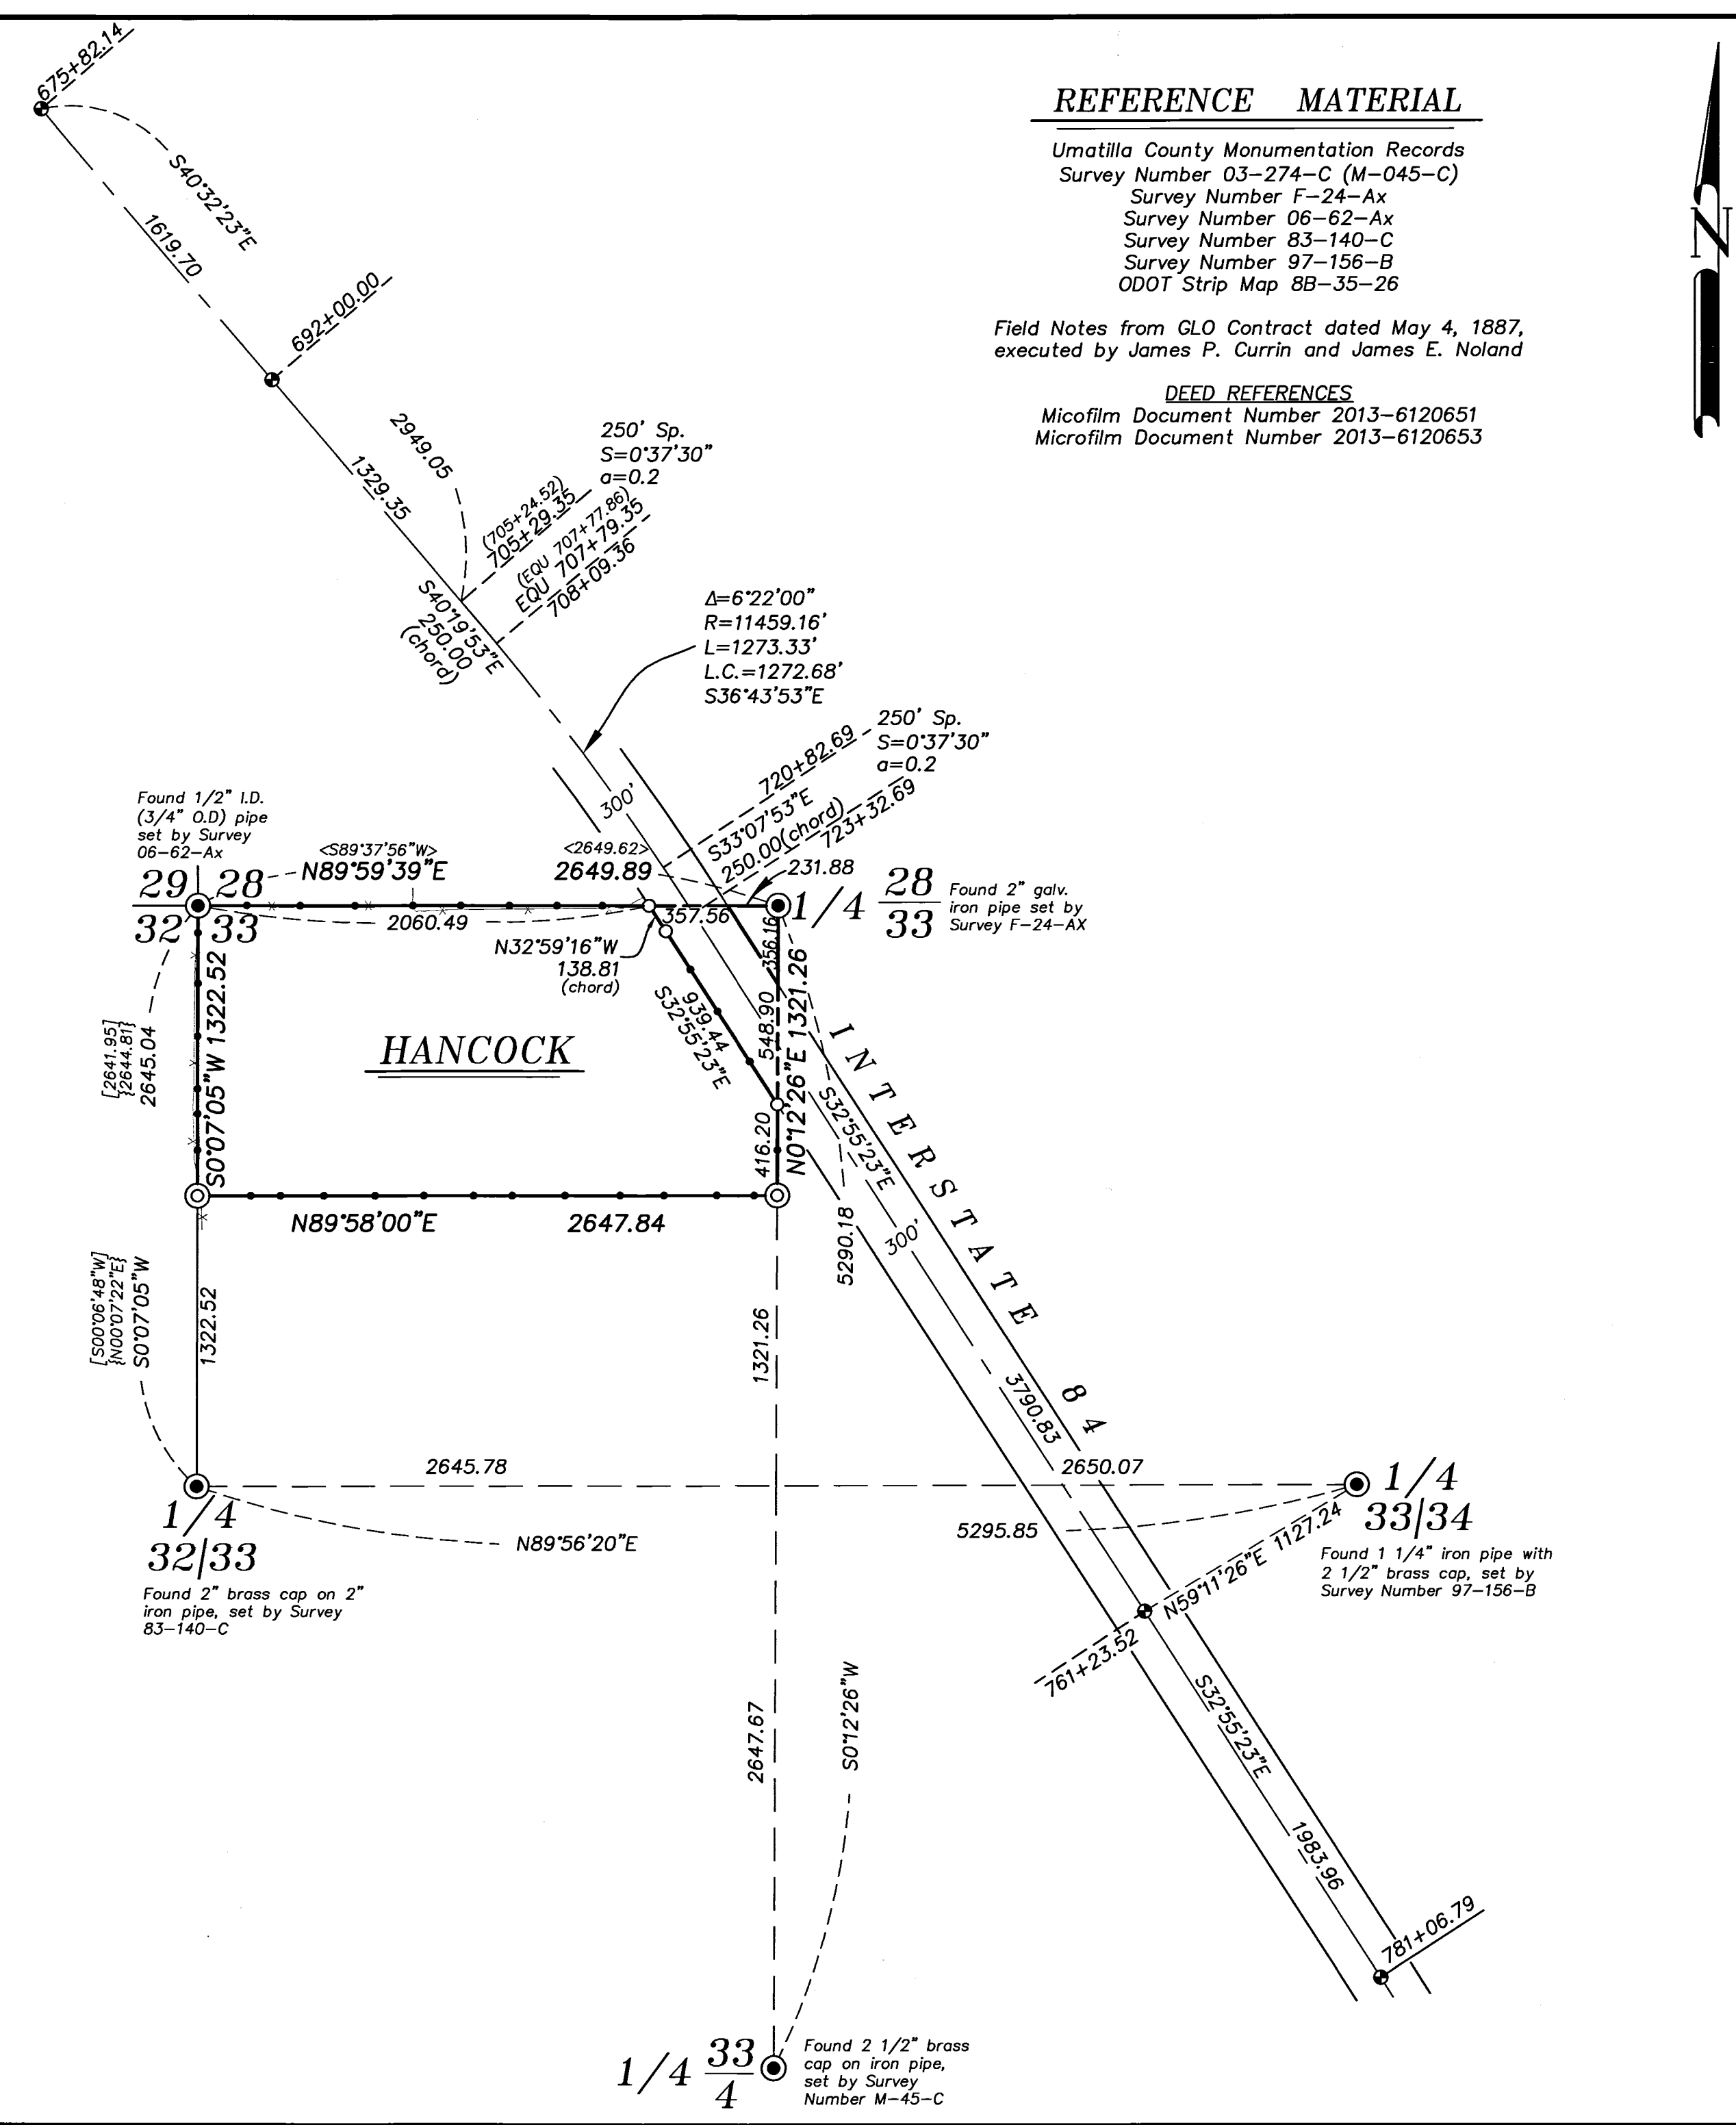 REFERENCE MATERIAL
Umatilla County Monumentation Records
Survey Number 03-274-C (M-045-C)
Survey Number F-24-Ax
Survey Number 06-62-Ax
Survey Number 83-140-C
Survey Number 97-156-B
ODOT Strip Map 8B-35-26
Field Notes from GLO Contract dated May 4, 1887,
executed by James P. Currin and James E. Noland
DEED REFERENCES
Micofilm Document Number 2013-6120651
Microfilm Document Number 2013-6120653
N
675+82.14
S40°32'23"E
1619.70
692+00.00
2949.05
1329.35
250' Sp.
S=0°37'30"
a=0.2
(705+24.52)
705+29.35
(EQU 707+77.86)
EQU 707+79.35
708+09.36
S40°19'53"E
250.00
(chord)
Δ=6°22'00"
R=11459.16'
L=1273.33'
L.C.=1272.68'
S36°43'53"E
300'
720+82.69
250' Sp.
S=0°37'30"
a=0.2
S33°07'53"E
250.00(chord)
723+32.69
Found 1/2" I.D.
(3/4" O.D) pipe
set by Survey
06-62-Ax
<S89°37'56"W>
N89°59'39"E
<2649.62>
2649.89
231.88
29 28
32 33
2060.49
357.56
1/4 28
33
Found 2" galv.
iron pipe set by
Survey F-24-AX
N32°59'16"W
138.81
(chord)
356.16
[2641.95]
{2644.81}
2645.04
S0°07'05"W 1322.52
HANCOCK
939.44
S32°55'23"E
548.90
N0°12'26"E 1321.26
416.20
INTERSTATE 84
S32°55'23"E
5290.18
300'
N89°58'00"E
2647.84
[S00°06'48"W]
{N00°07'22"E}
S0°07'05"W
1322.52
1321.26
3790.83
2645.78
2650.07
1/4
32|33
Found 2" brass cap on 2"
iron pipe, set by Survey
83-140-C
N89°56'20"E
5295.85
1/4
33|34
Found 1 1/4" iron pipe with
2 1/2" brass cap, set by
Survey Number 97-156-B
N59°11'26"E 1127.24
761+23.52
S32°55'23"E
2647.67
S0°12'26"W
1983.96
781+06.79
1/4 33
4
Found 2 1/2" brass
cap on iron pipe,
set by Survey
Number M-45-C